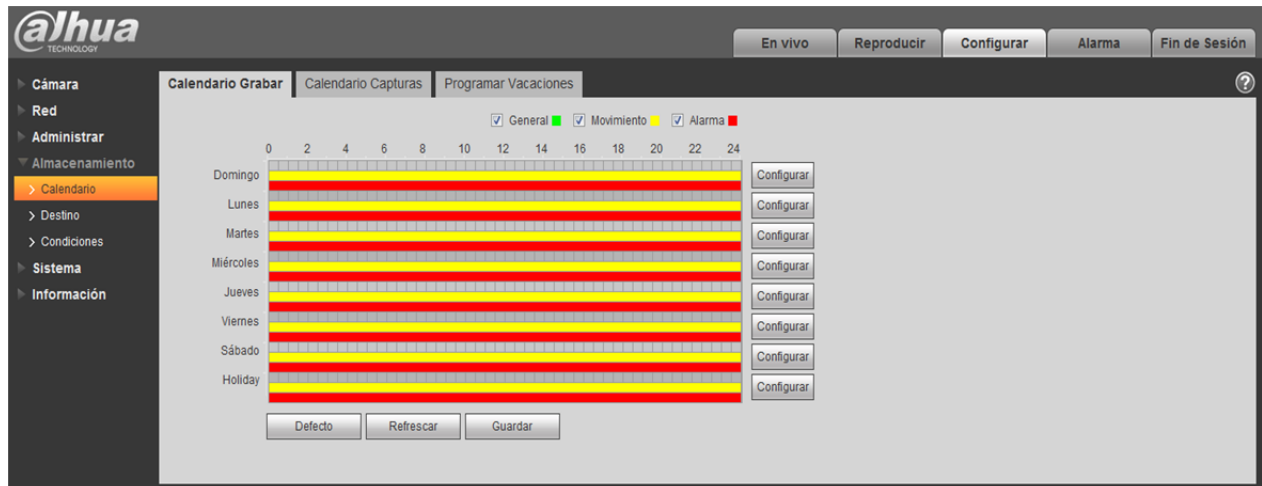 alhua
TECHNOLOGY
En vivo Reproducir Configurar Alarma Fin de Sesión
Cámara
Red
Administrar
Almacenamiento
Calendario
Destino
Condiciones
Sistema
Información
Calendario Grabar Calendario Capturas Programar Vacaciones ?
General Movimiento Alarma
0 2 4 6 8 10 12 14 16 18 20 22 24
Domingo Configurar
Lunes Configurar
Martes Configurar
Miércoles Configurar
Jueves Configurar
Viernes Configurar
Sábado Configurar
Holiday Configurar
Defecto Refrescar Guardar